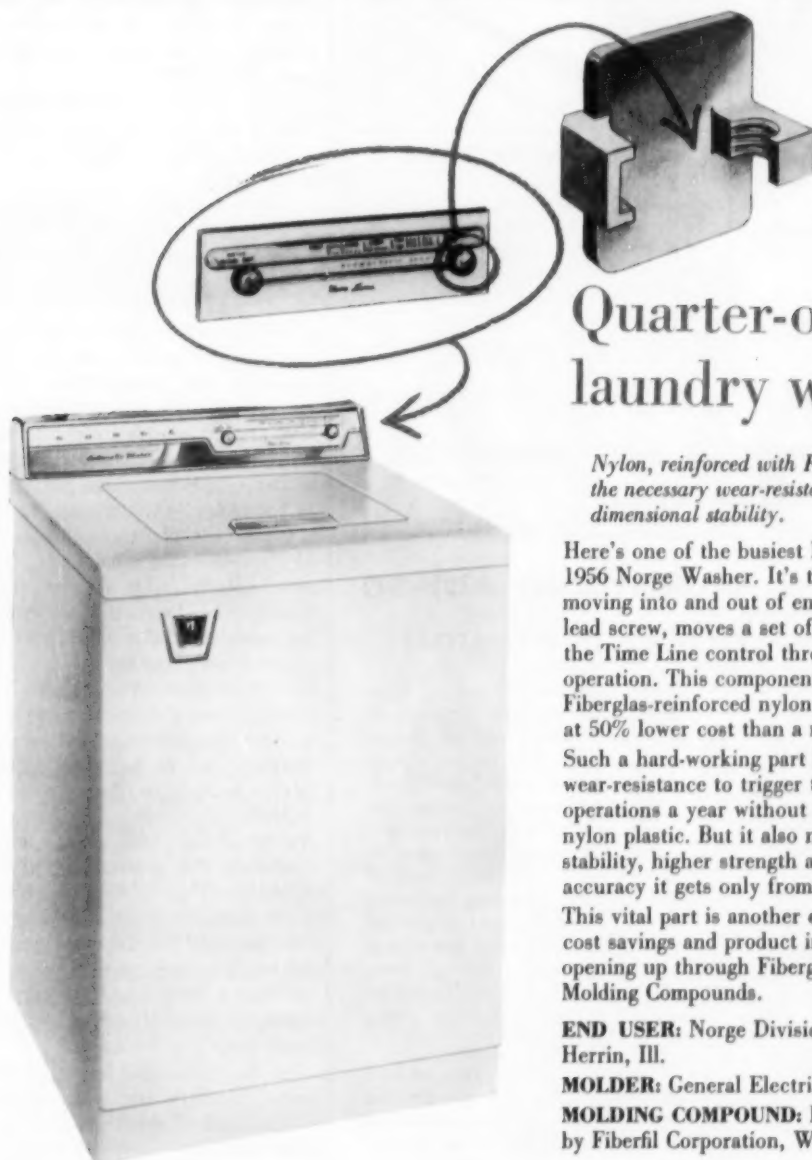 Quarter-o
laundry w
Nylon, reinforced with F
the necessary wear-resist
dimensional stability.
Here's one of the busiest
1956 Norge Washer. It's t
moving into and out of en
lead screw, moves a set of
the Time Line control thr
operation. This componen
Fiberglas-reinforced nylon
at 50% lower cost than a
Such a hard-working part
wear-resistance to trigger
operations a year without
nylon plastic. But it also
stability, higher strength a
accuracy it gets only from
This vital part is another
cost savings and product i
opening up through Fiberg
Molding Compounds.
END USER: Norge Divisi
Herrin, Ill.
MOLDER: General Electri
MOLDING COMPOUND:
by Fiberfil Corporation, W
NORGE
Automatic Washer
Time Line